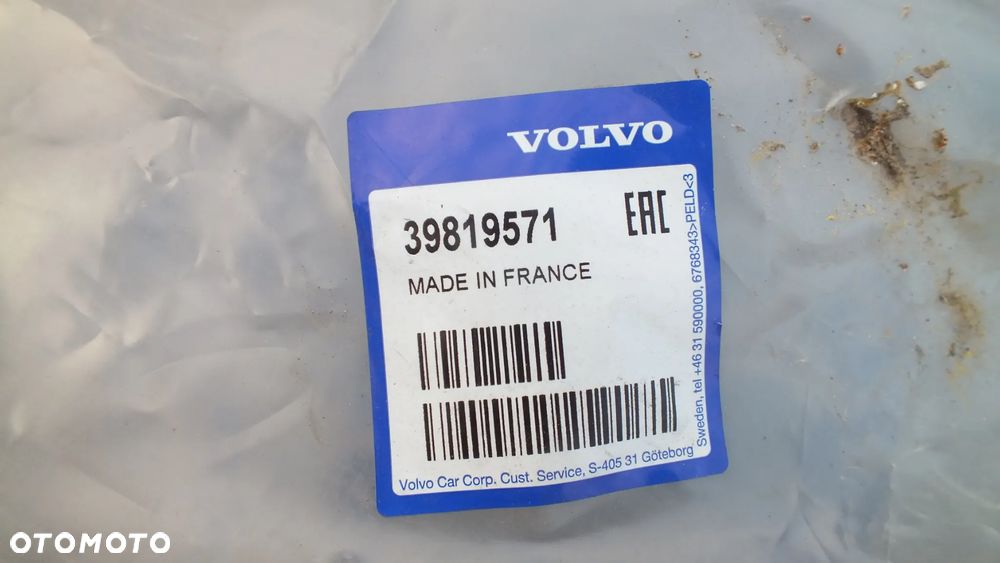 VOLVO
39819571
EAC
MADE IN FRANCE
Volvo Car Corp. Cust. Service, S-405 31 Göteborg
Sweden, tel +46 31 590000, 6768343>PELD<3
OTOMOTO